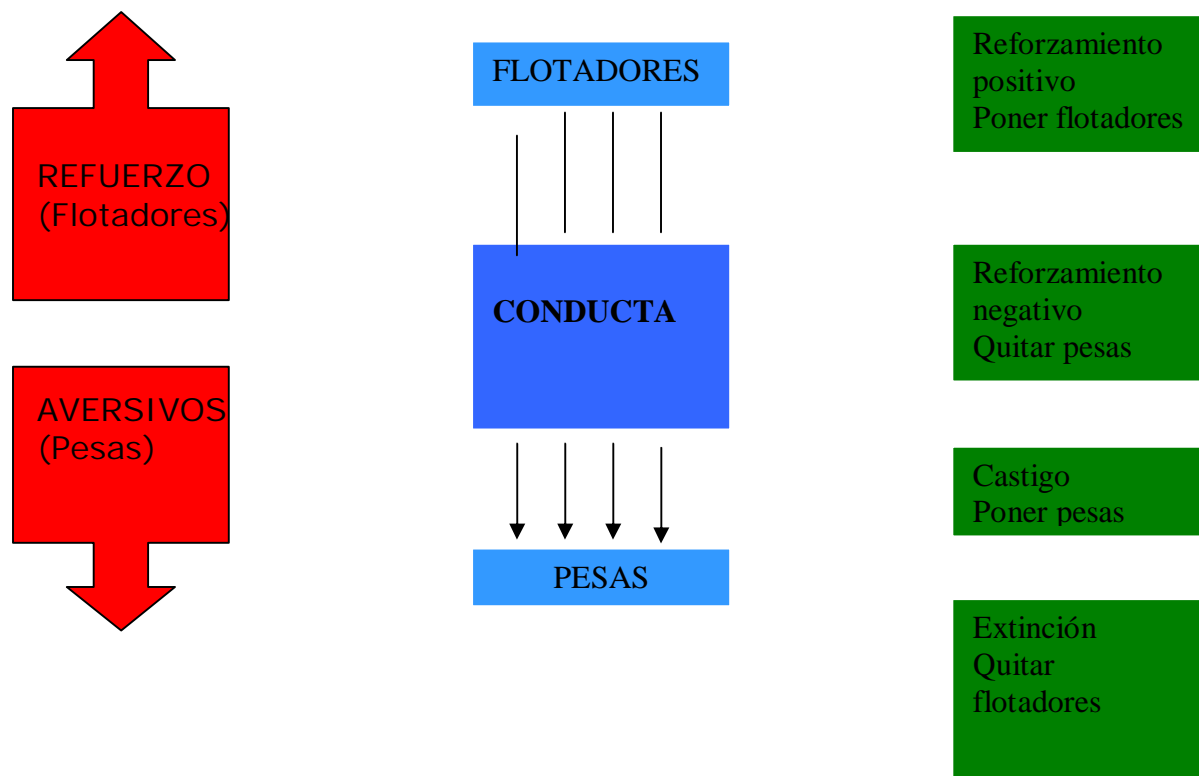 REFUERZO
(Flotadores)
AVERSIVOS
(Pesas)
FLOTADORES
CONDUCTA
PESAS
Reforzamiento
positivo
Poner flotadores
Reforzamiento
negativo
Quitar pesas
Castigo
Poner pesas
Extinción
Quitar
flotadores